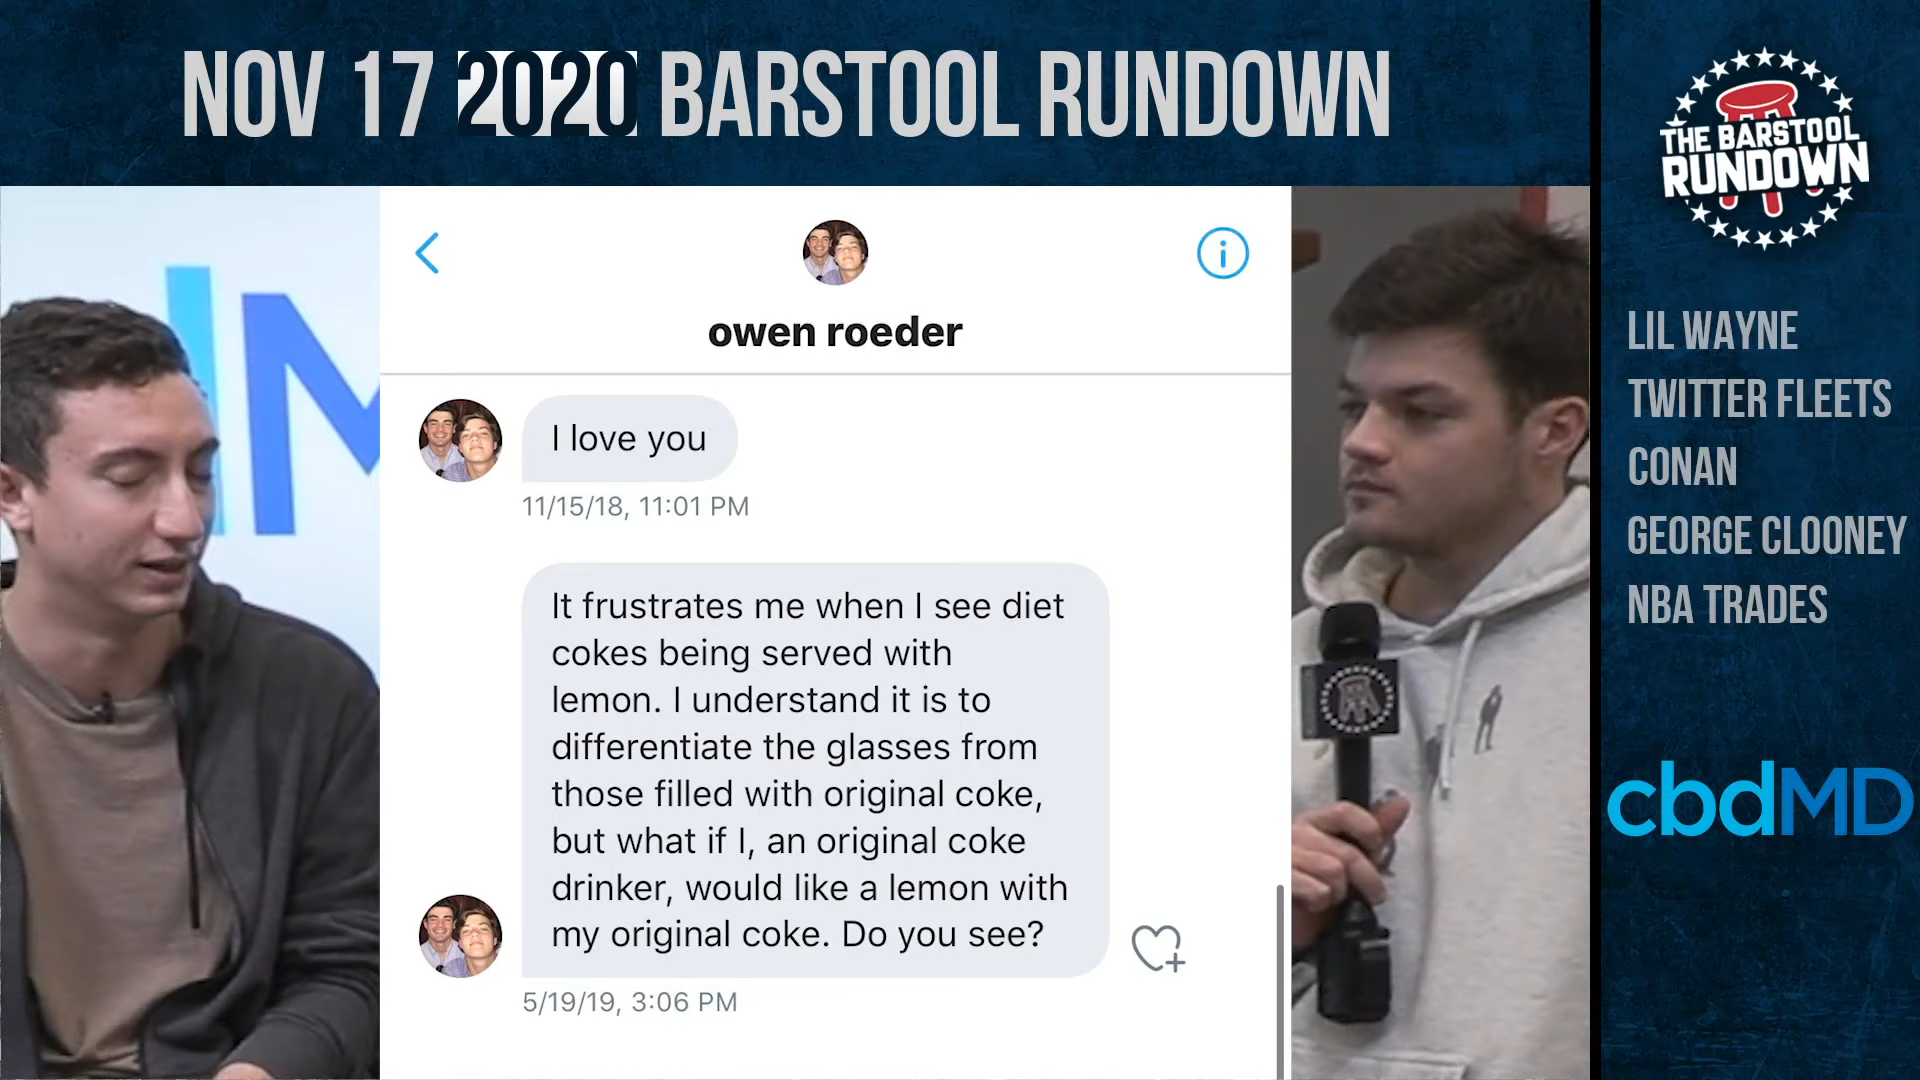 NOV 17 2020 BARSTOOL RUNDOWN
THE BARSTOOL
RUNDOWN
owen roeder
I love you
11/15/18, 11:01 PM
It frustrates me when I see diet
cokes being served with
lemon. I understand it is to
differentiate the glasses from
those filled with original coke,
but what if I, an original coke
drinker, would like a lemon with
my original coke. Do you see?
5/19/19, 3:06 PM
LIL WAYNE
TWITTER FLEETS
CONAN
GEORGE CLOONEY
NBA TRADES
cbdMD